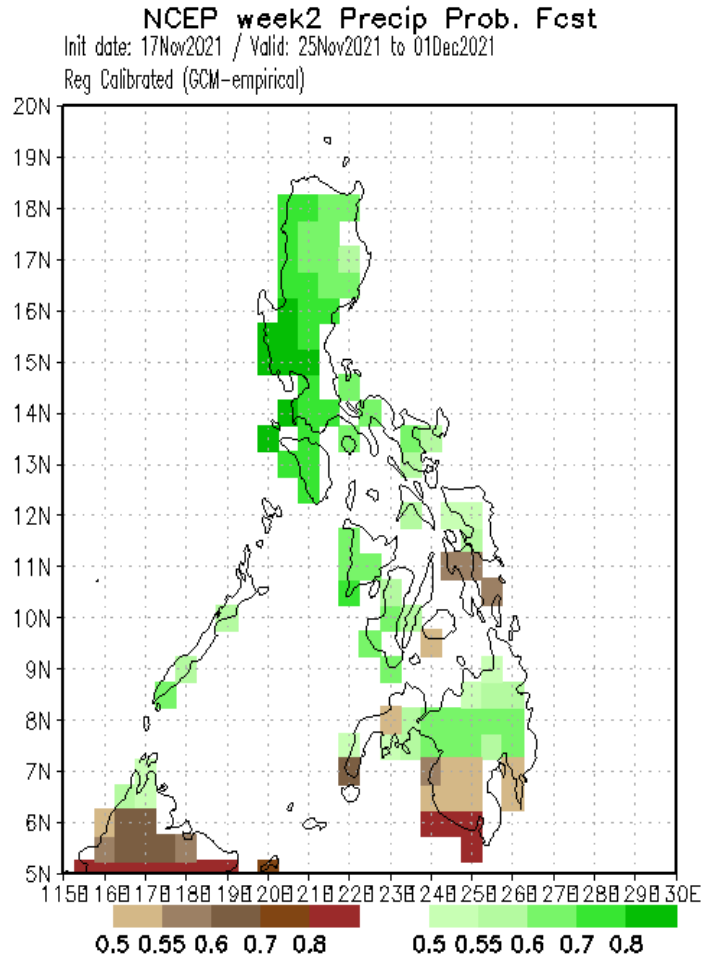 NCEP week2 Precip Prob. Fcst
Init date: 17Nov2021 / Valid: 25Nov2021 to 01Dec2021
Reg Calibrated (GCM-empirical)
20N
19N
18N
17N
16N
15N
14N
13N
12N
11N
10N
9N
8N
7N
6N
5N
115E 116E 117E 118E 119E 120E 121E 122E 123E 124E 125E 126E 127E 128E 129E 130E
0.5 0.55 0.6 0.7 0.8 0.5 0.55 0.6 0.7 0.8